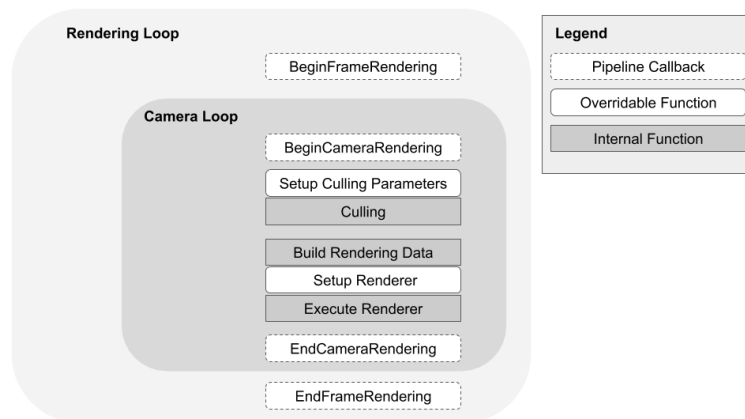 Rendering Loop
BeginFrameRendering
Camera Loop
BeginCameraRendering
Setup Culling Parameters
Culling
Build Rendering Data
Setup Renderer
Execute Renderer
EndCameraRendering
EndFrameRendering
Legend
Pipeline Callback
Overridable Function
Internal Function